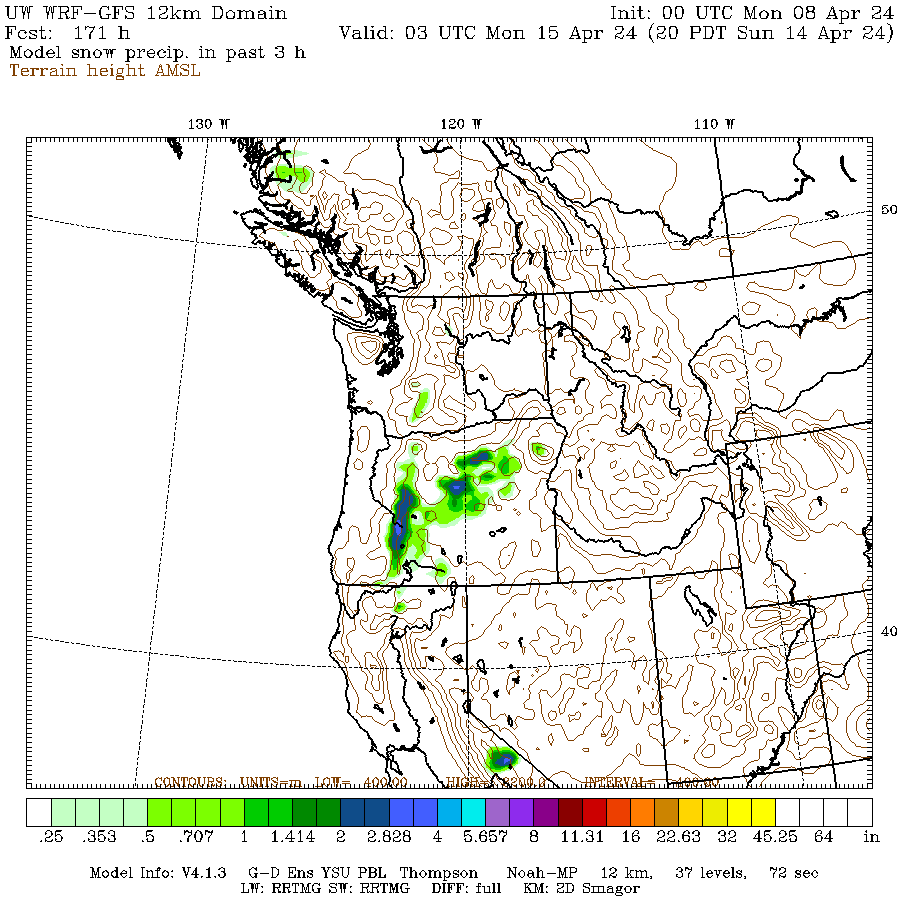 UW WRF-GFS 12km Domain Init: 00 UTC Mon 08 Apr 24
Fcst: 171 h Valid: 03 UTC Mon 15 Apr 24 (20 PDT Sun 14 Apr 24)
Model snow precip. in past 3 h
Terrain height AMSL
130 W 120 W 110 W
50
40
CONTOURS: UNITS=m LOW= 400.00 HIGH= 3200.0 INTERVAL= 400.00
.25 .353 .5 .707 1 1.414 2 2.828 4 5.657 8 11.31 16 22.63 32 45.25 64 in
Model Info: V4.1.3 G-D Ens YSU PBL Thompson Noah-MP 12 km, 37 levels, 72 sec
LW: RRTMG SW: RRTMG DIFF: full KM: 2D Smagor